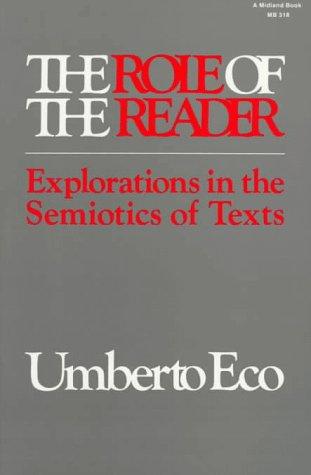 A Midland Book
MB 318
THE ROLE OF
THE READER
Explorations in the
Semiotics of Texts
Umberto Eco